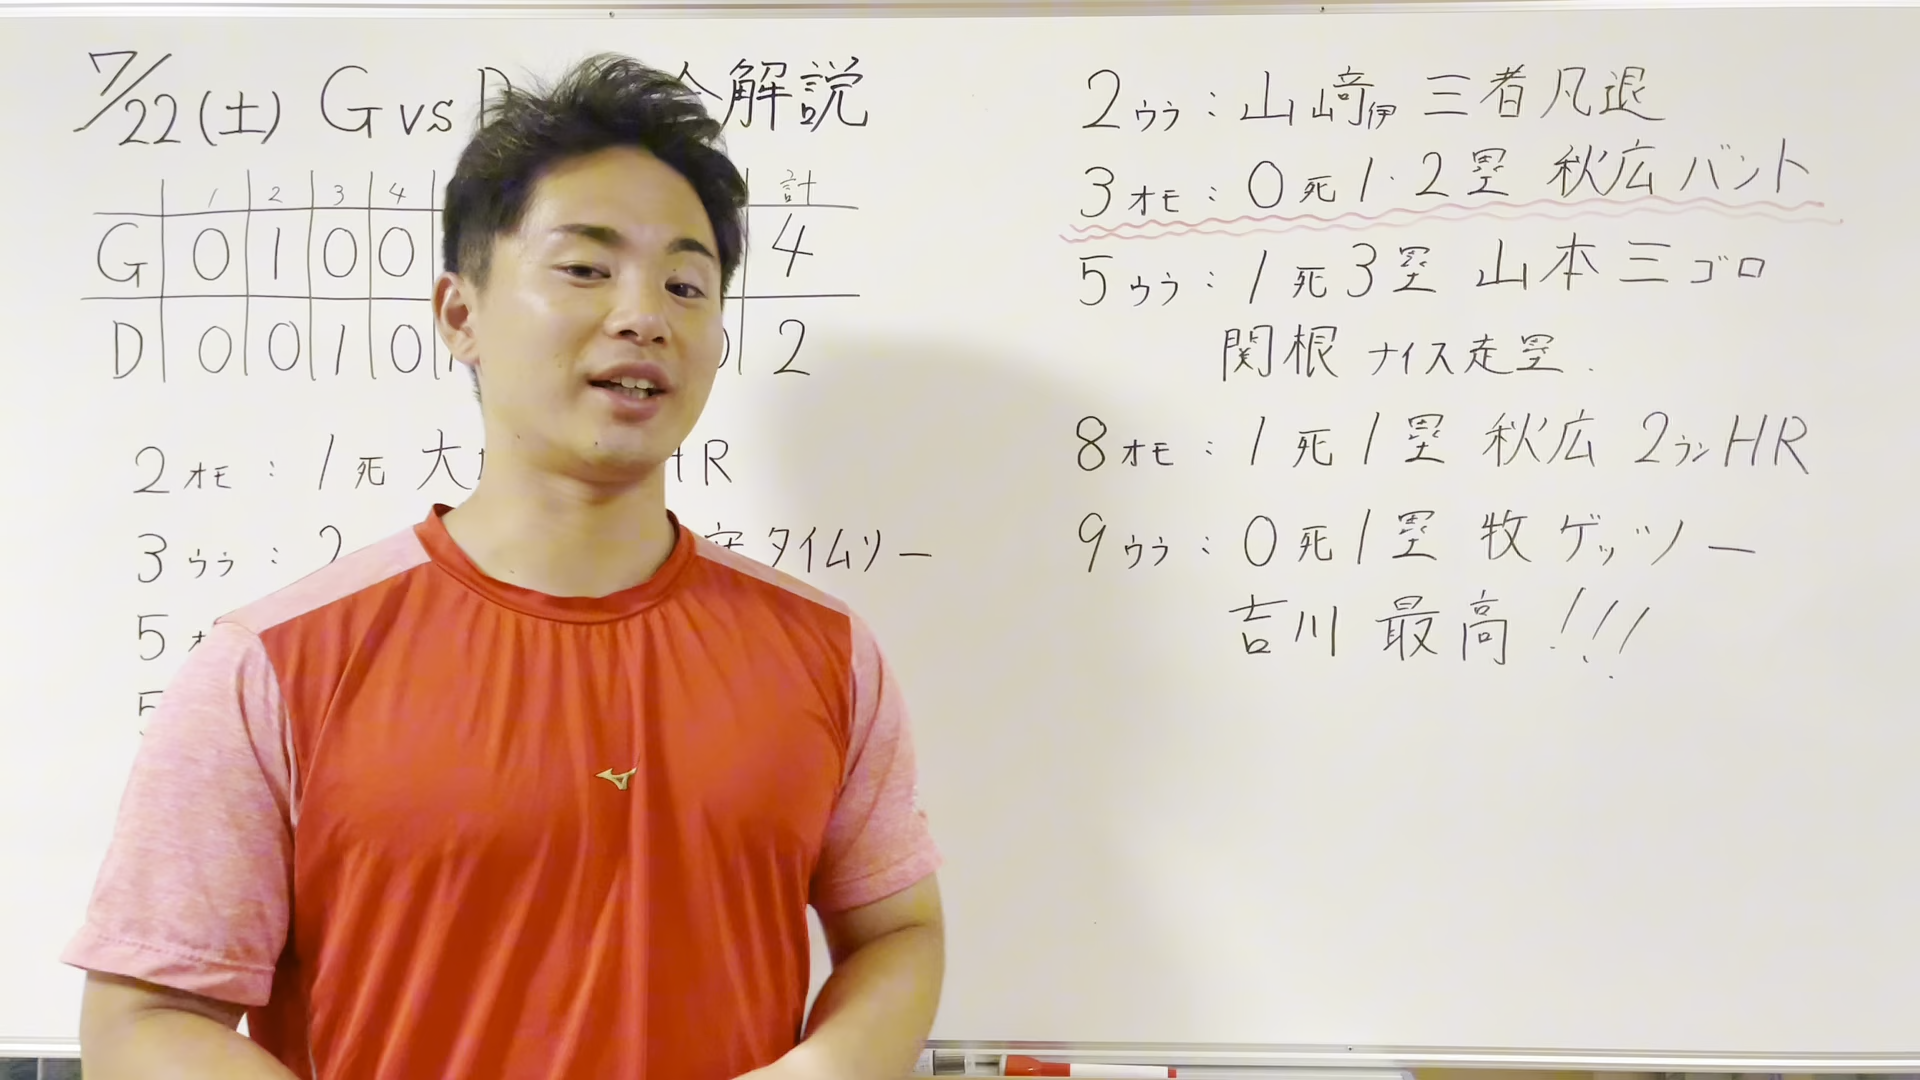 7/22(土) G vs D 解説
1 2 3 4 計
G 0 1 0 0 4
D 0 0 1 0 2
2オモ: 1死 大 HR
3ウラ: 2 タイムリー
5
5
2ウラ: 山﨑伊 三者凡退
3オモ: 0死1・2塁 秋広 バント
5ウラ: 1死3塁 山本 三ゴロ
関根 ナイス走塁.
8オモ: 1死1塁 秋広 2ランHR
9ウラ: 0死1塁 牧 ゲッツー
吉川 最高!!!